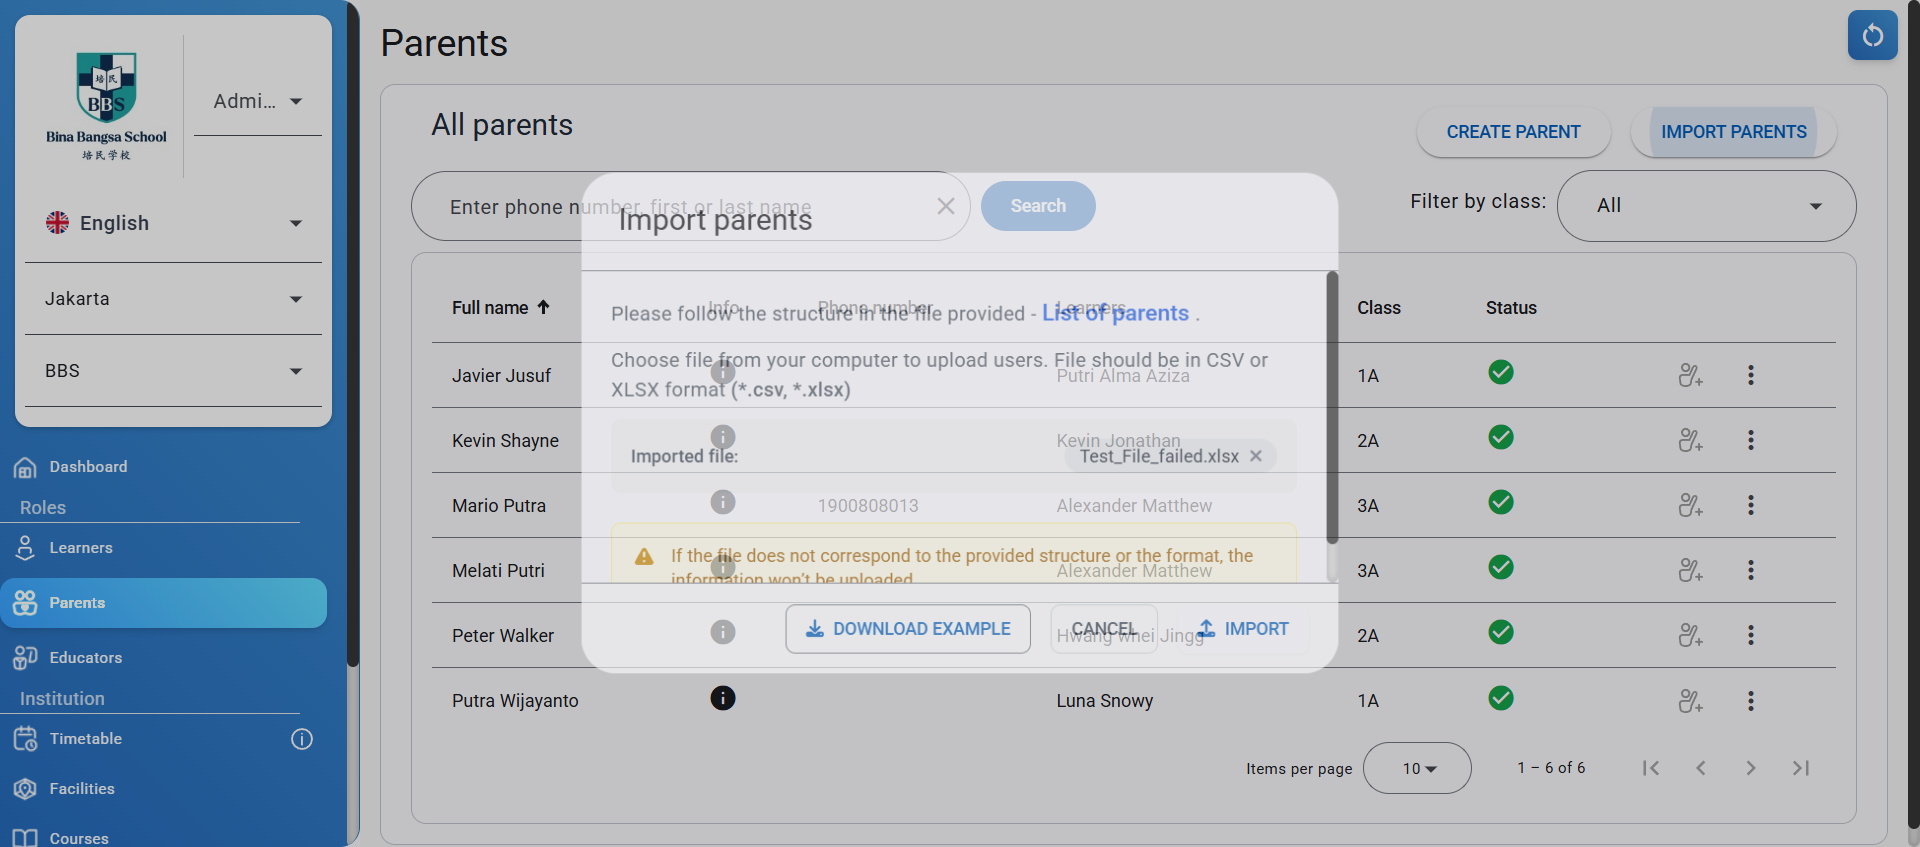 培民
BBS
Bina Bangsa School
培民学校
Admi...
English
Jakarta
BBS
Dashboard
Roles
Learners
Parents
Educators
Institution
Timetable
Facilities
Courses
Parents
All parents
CREATE PARENT
IMPORT PARENTS
Enter phone number, first or last name
Search
Filter by class:
All
Full name
Info
Phone number
Learners
Class
Status
Javier Jusuf
Putri Alma Aziza
1A
Kevin Shayne
Kevin Jonathan
2A
Mario Putra
1900808013
Alexander Matthew
3A
Melati Putri
Alexander Matthew
3A
Peter Walker
Hwang whei Jingg
2A
Putra Wijayanto
Luna Snowy
1A
Items per page
10
1 – 6 of 6
Import parents
Please follow the structure in the file provided - List of parents .
Choose file from your computer to upload users. File should be in CSV or
XLSX format (*.csv, *.xlsx)
Imported file:
Test_File_failed.xlsx
If the file does not correspond to the provided structure or the format, the
information won't be uploaded
DOWNLOAD EXAMPLE
CANCEL
IMPORT